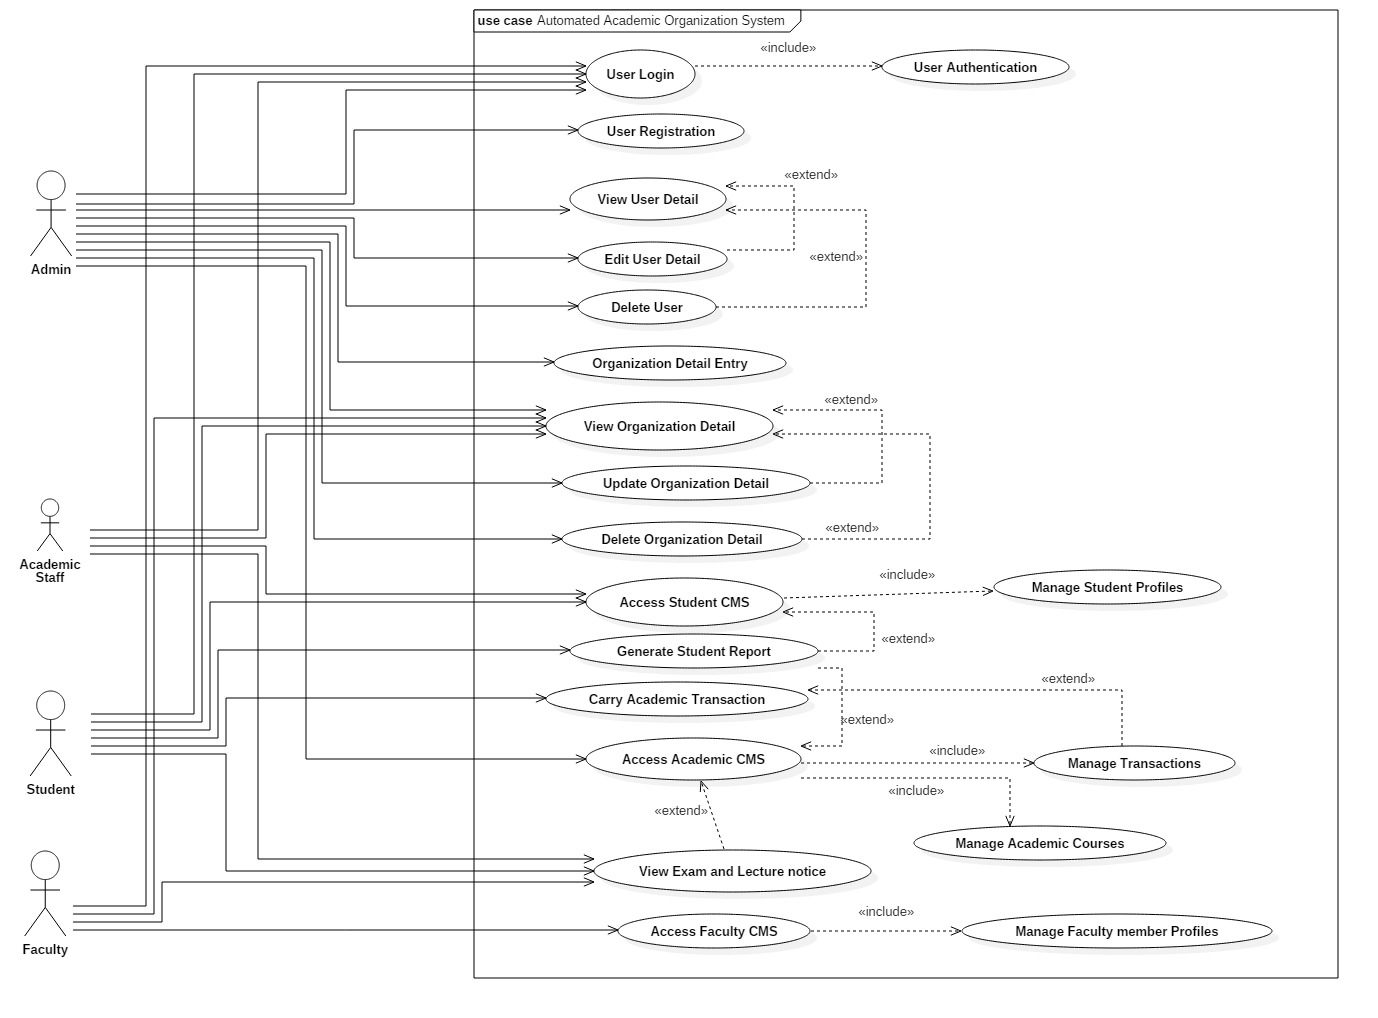 use case Automated Academic Organization System
«include»
User Login
User Authentication
User Registration
«extend»
View User Detail
Edit User Detail
«extend»
Admin
Delete User
Organization Detail Entry
«extend»
View Organization Detail
Update Organization Detail
«extend»
Delete Organization Detail
Academic
Staff
«include»
Manage Student Profiles
Access Student CMS
«extend»
Generate Student Report
«extend»
Carry Academic Transaction
«extend»
«include»
Access Academic CMS
Manage Transactions
Student
«include»
«extend»
Manage Academic Courses
View Exam and Lecture notice
«include»
Access Faculty CMS
Manage Faculty member Profiles
Faculty